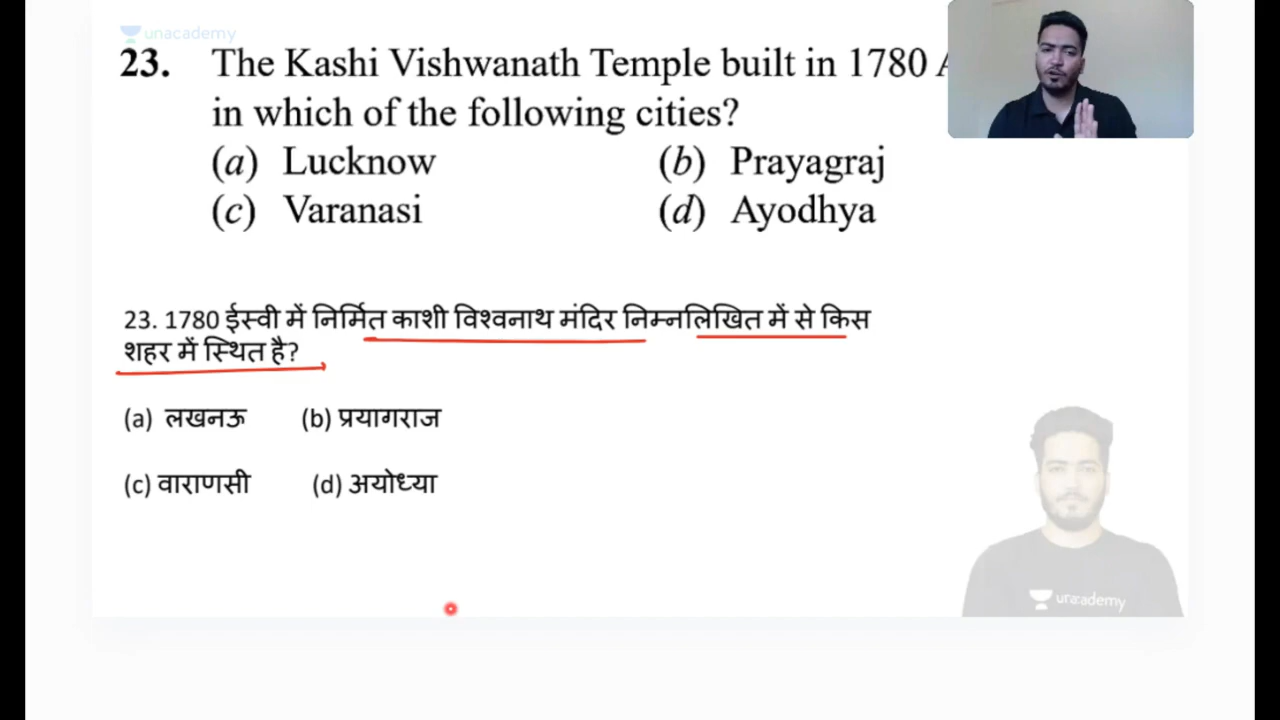 unacademy
23. The Kashi Vishwanath Temple built in 1780
in which of the following cities?
(a) Lucknow (b) Prayagraj
(c) Varanasi (d) Ayodhya
23. 1780 ईस्वी में निर्मित काशी विश्वनाथ मंदिर निम्नलिखित में से किस
शहर में स्थित है?
(a) लखनऊ (b) प्रयागराज
(c) वाराणसी (d) अयोध्या
unacademy